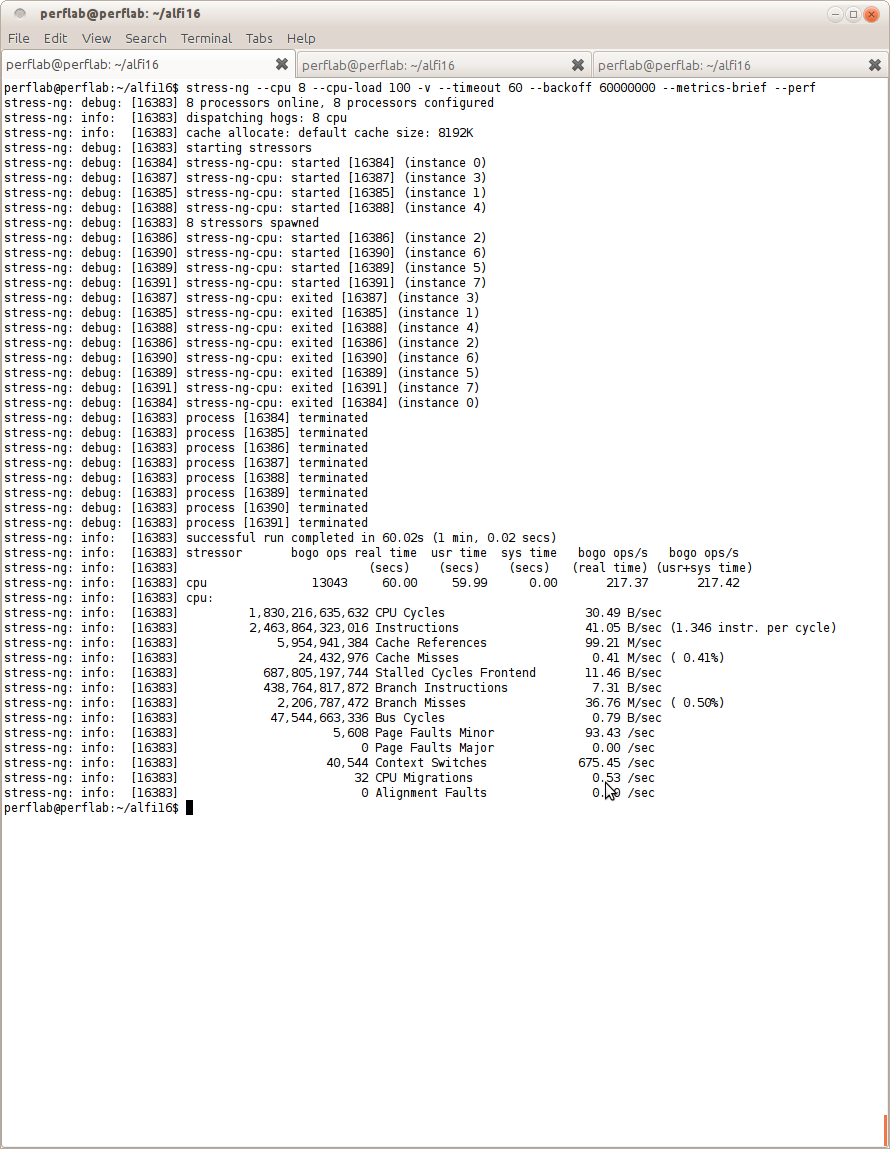 perflab@perflab: ~/alfi16
File Edit View Search Terminal Tabs Help
perflab@perflab: ~/alfi16 perflab@perflab: ~/alfi16 perflab@perflab: ~/alfi16
perflab@perflab:~/alfi16$ stress-ng --cpu 8 --cpu-load 100 -v --timeout 60 --backoff 60000000 --metrics-brief --perf
stress-ng: debug: [16383] 8 processors online, 8 processors configured
stress-ng: info:  [16383] dispatching hogs: 8 cpu
stress-ng: info:  [16383] cache allocate: default cache size: 8192K
stress-ng: debug: [16383] starting stressors
stress-ng: debug: [16384] stress-ng-cpu: started [16384] (instance 0)
stress-ng: debug: [16387] stress-ng-cpu: started [16387] (instance 3)
stress-ng: debug: [16385] stress-ng-cpu: started [16385] (instance 1)
stress-ng: debug: [16388] stress-ng-cpu: started [16388] (instance 4)
stress-ng: debug: [16383] 8 stressors spawned
stress-ng: debug: [16386] stress-ng-cpu: started [16386] (instance 2)
stress-ng: debug: [16390] stress-ng-cpu: started [16390] (instance 6)
stress-ng: debug: [16389] stress-ng-cpu: started [16389] (instance 5)
stress-ng: debug: [16391] stress-ng-cpu: started [16391] (instance 7)
stress-ng: debug: [16387] stress-ng-cpu: exited [16387] (instance 3)
stress-ng: debug: [16385] stress-ng-cpu: exited [16385] (instance 1)
stress-ng: debug: [16388] stress-ng-cpu: exited [16388] (instance 4)
stress-ng: debug: [16386] stress-ng-cpu: exited [16386] (instance 2)
stress-ng: debug: [16390] stress-ng-cpu: exited [16390] (instance 6)
stress-ng: debug: [16389] stress-ng-cpu: exited [16389] (instance 5)
stress-ng: debug: [16391] stress-ng-cpu: exited [16391] (instance 7)
stress-ng: debug: [16384] stress-ng-cpu: exited [16384] (instance 0)
stress-ng: debug: [16383] process [16384] terminated
stress-ng: debug: [16383] process [16385] terminated
stress-ng: debug: [16383] process [16386] terminated
stress-ng: debug: [16383] process [16387] terminated
stress-ng: debug: [16383] process [16388] terminated
stress-ng: debug: [16383] process [16389] terminated
stress-ng: debug: [16383] process [16390] terminated
stress-ng: debug: [16383] process [16391] terminated
stress-ng: info:  [16383] successful run completed in 60.02s (1 min, 0.02 secs)
stress-ng: info:  [16383] stressor       bogo ops real time  usr time  sys time   bogo ops/s   bogo ops/s
stress-ng: info:  [16383]                           (secs)    (secs)    (secs)   (real time) (usr+sys time)
stress-ng: info:  [16383] cpu               13043     60.00     59.99      0.00       217.37       217.42
stress-ng: info:  [16383] cpu:
stress-ng: info:  [16383]          1,830,216,635,632 CPU Cycles                    30.49 B/sec
stress-ng: info:  [16383]          2,463,864,323,016 Instructions                  41.05 B/sec (1.346 instr. per cycle)
stress-ng: info:  [16383]              5,954,941,384 Cache References              99.21 M/sec
stress-ng: info:  [16383]                 24,432,976 Cache Misses                   0.41 M/sec ( 0.41%)
stress-ng: info:  [16383]            687,805,197,744 Stalled Cycles Frontend       11.46 B/sec
stress-ng: info:  [16383]            438,764,817,872 Branch Instructions            7.31 B/sec
stress-ng: info:  [16383]              2,206,787,472 Branch Misses                 36.76 M/sec ( 0.50%)
stress-ng: info:  [16383]             47,544,663,336 Bus Cycles                     0.79 B/sec
stress-ng: info:  [16383]                      5,608 Page Faults Minor             93.43 /sec
stress-ng: info:  [16383]                          0 Page Faults Major              0.00 /sec
stress-ng: info:  [16383]                     40,544 Context Switches             675.45 /sec
stress-ng: info:  [16383]                         32 CPU Migrations                 0.53 /sec
stress-ng: info:  [16383]                          0 Alignment Faults /sec
perflab@perflab:~/alfi16$